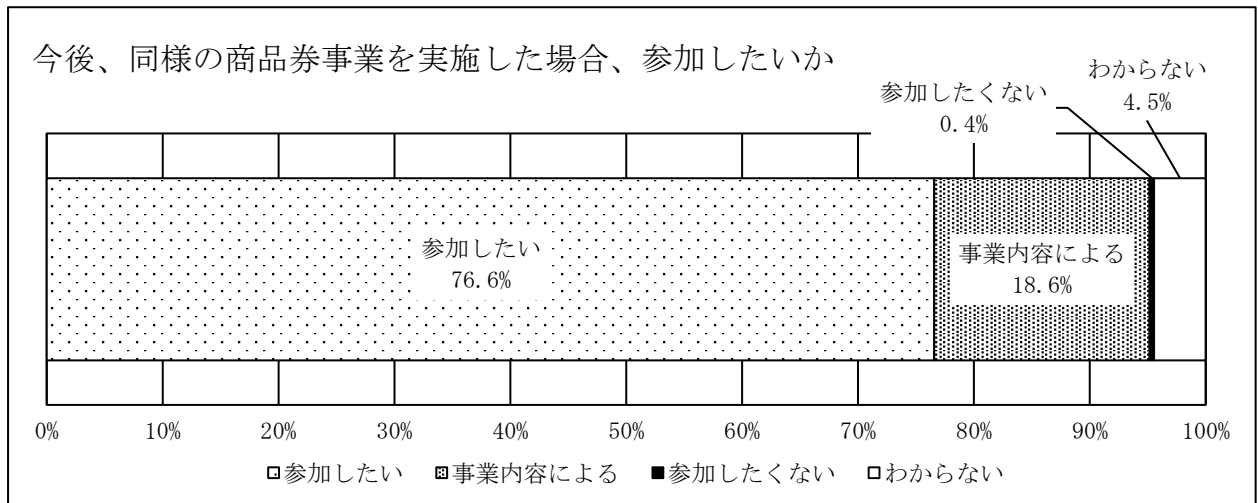 今後、同様の商品券事業を実施した場合、参加したいか
わからない
4.5%
参加したくない
0.4%
参加したい
76.6%
事業内容による
18.6%
0% 10% 20% 30% 40% 50% 60% 70% 80% 90% 100%
参加したい 事業内容による 参加したくない わからない